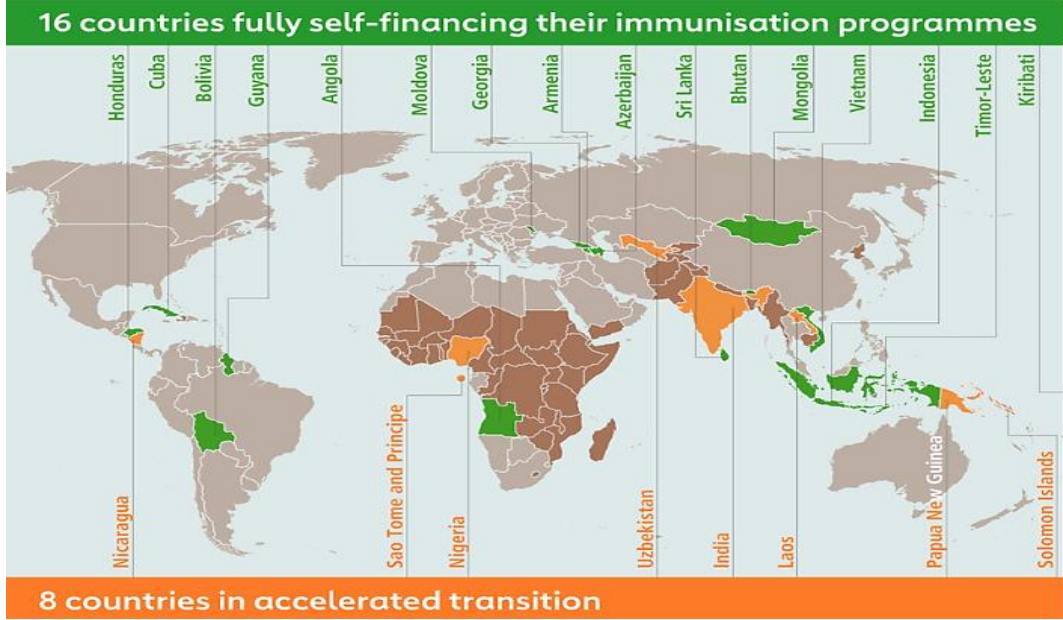 16 countries fully self-financing their immunisation programmes
Honduras
Cuba
Bolivia
Guyana
Angola
Moldova
Georgia
Armenia
Azerbaijan
Sri Lanka
Bhutan
Mongolia
Vietnam
Indonesia
Timor-Leste
Kiribati
Nicaragua
Sao Tome and Principe
Nigeria
Uzbekistan
India
Laos
Papua New Guinea
Solomon Islands
8 countries in accelerated transition